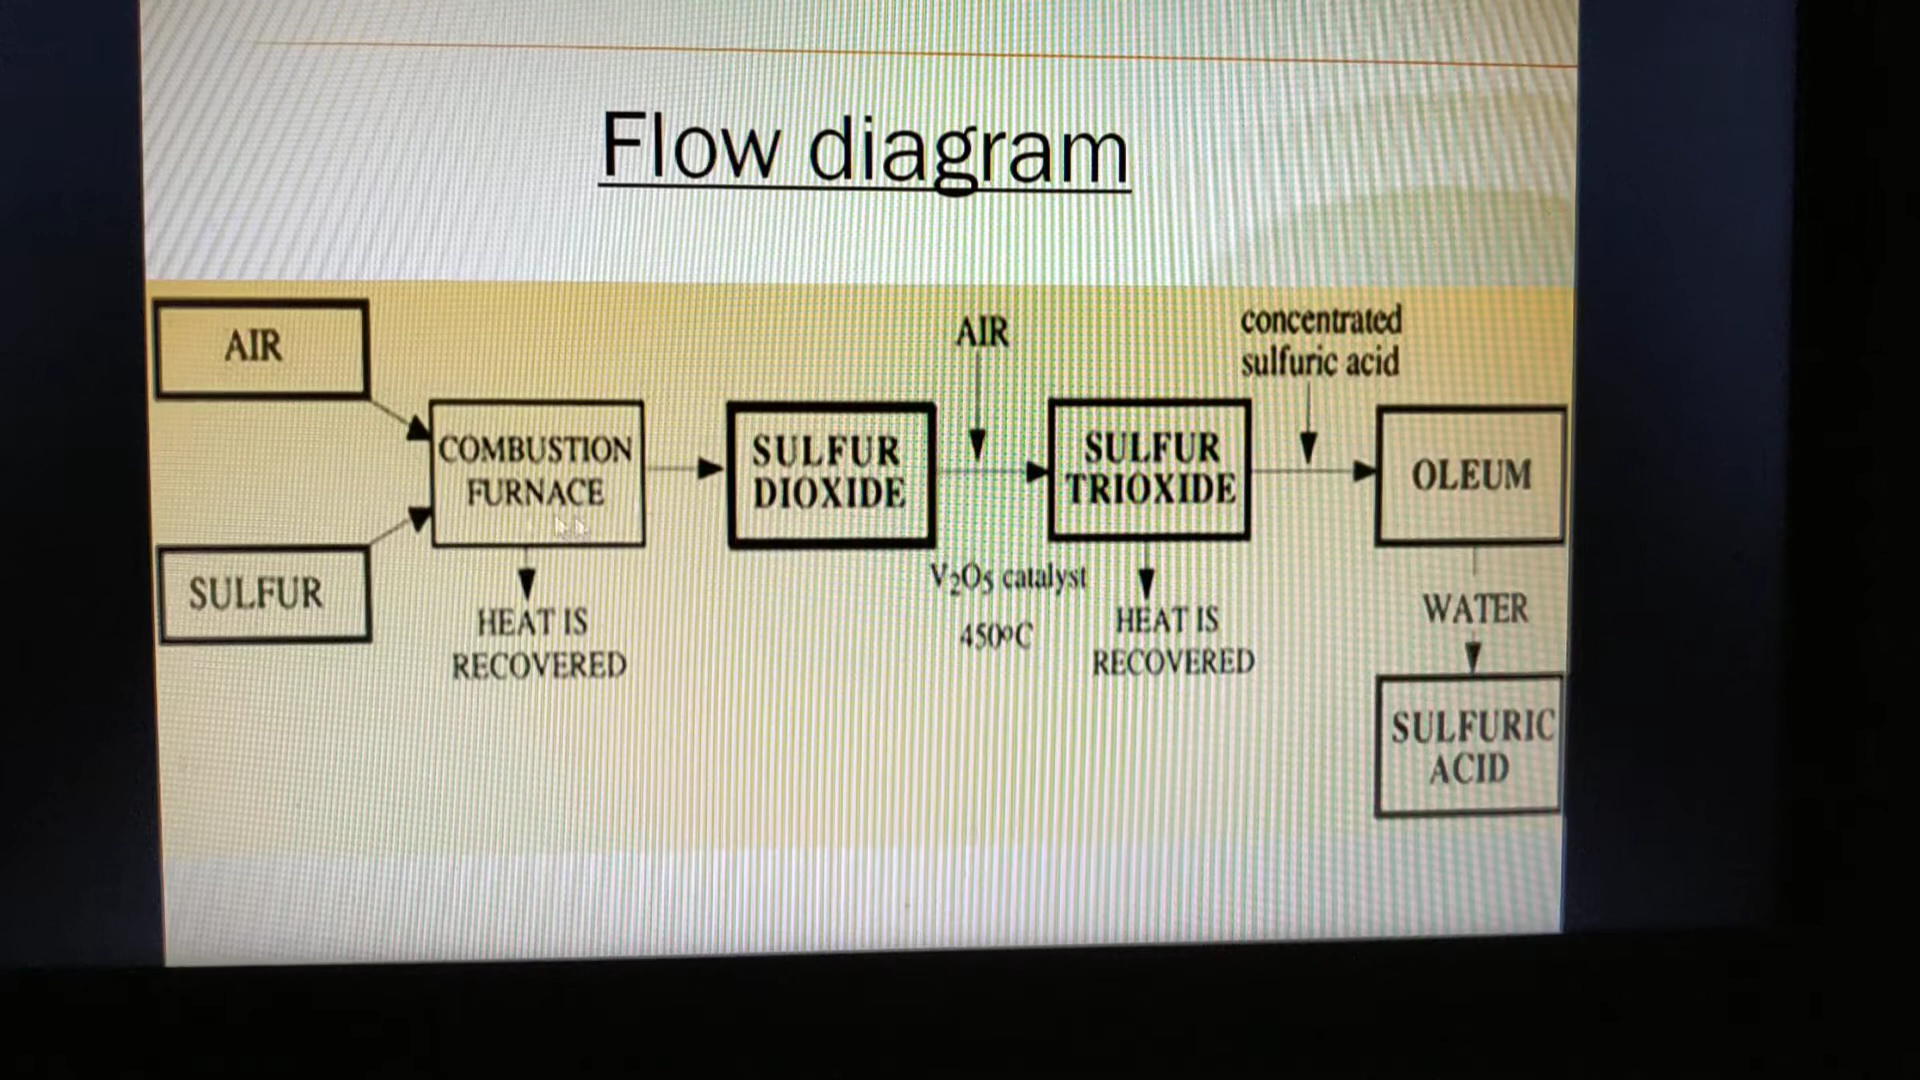 Flow diagram
AIR
SULFUR
COMBUSTION
FURNACE
HEAT IS
RECOVERED
SULFUR
DIOXIDE
AIR
V₂O₅ catalyst
450ºC
SULFUR
TRIOXIDE
HEAT IS
RECOVERED
concentrated
sulfuric acid
OLEUM
WATER
SULFURIC
ACID